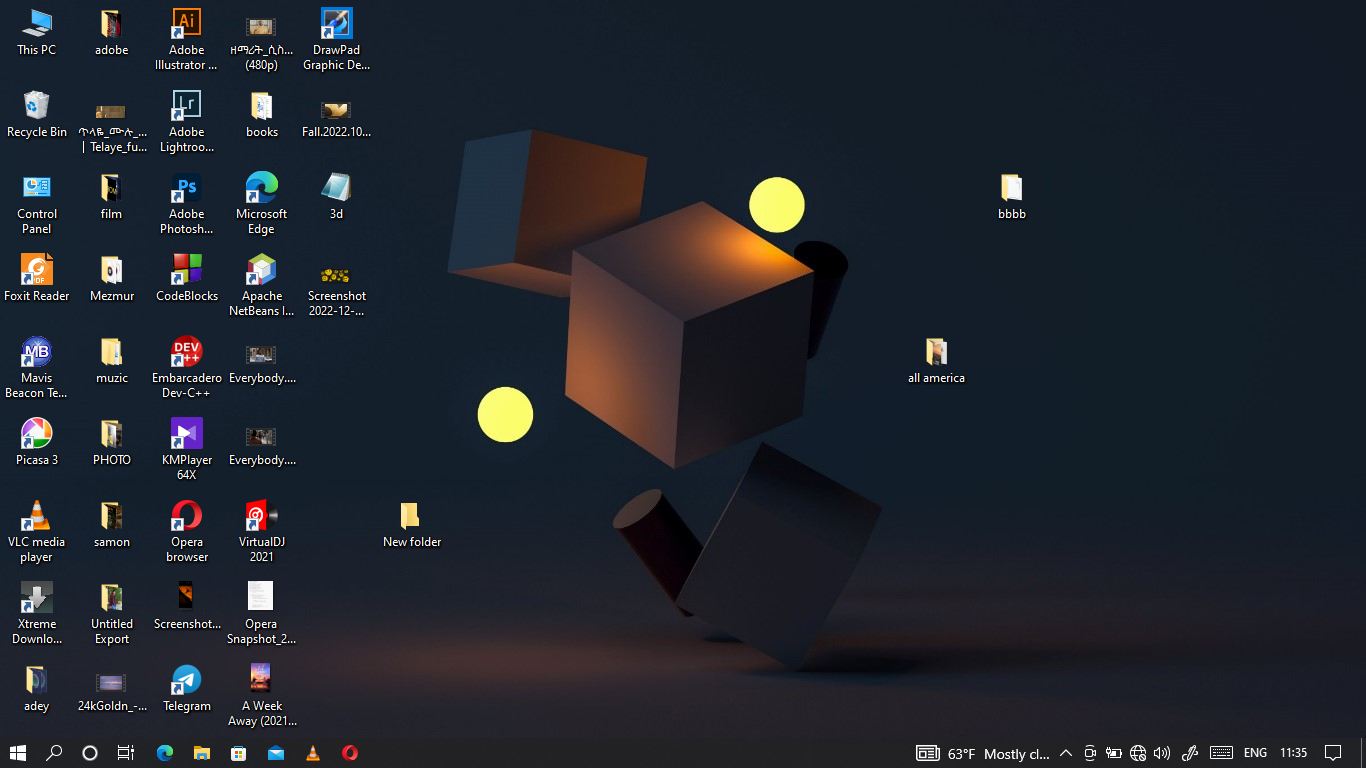 This PC
adobe
Adobe
Illustrator ...
ዘማሪት_ሲስ...
(480p)
DrawPad
Graphic De...
Recycle Bin
ጥላዬ_ሙሉ_...
| Telaye_fu...
Adobe
Lightroo...
books
Fall.2022.10...
Control
Panel
film
Adobe
Photosh...
Microsoft
Edge
3d
bbbb
Foxit Reader
Mezmur
CodeBlocks
Apache
NetBeans I...
Screenshot
2022-12-...
Mavis
Beacon Te...
muzic
Embarcadero
Dev-C++
Everybody....
all america
Picasa 3
PHOTO
KMPlayer
64X
Everybody....
VLC media
player
samon
Opera
browser
VirtualDJ
2021
New folder
Xtreme
Downlo...
Untitled
Export
Screenshot...
Opera
Snapshot_2...
adey
24kGoldn_-...
Telegram
A Week
Away (2021...
63°F Mostly cl...
ENG
11:35